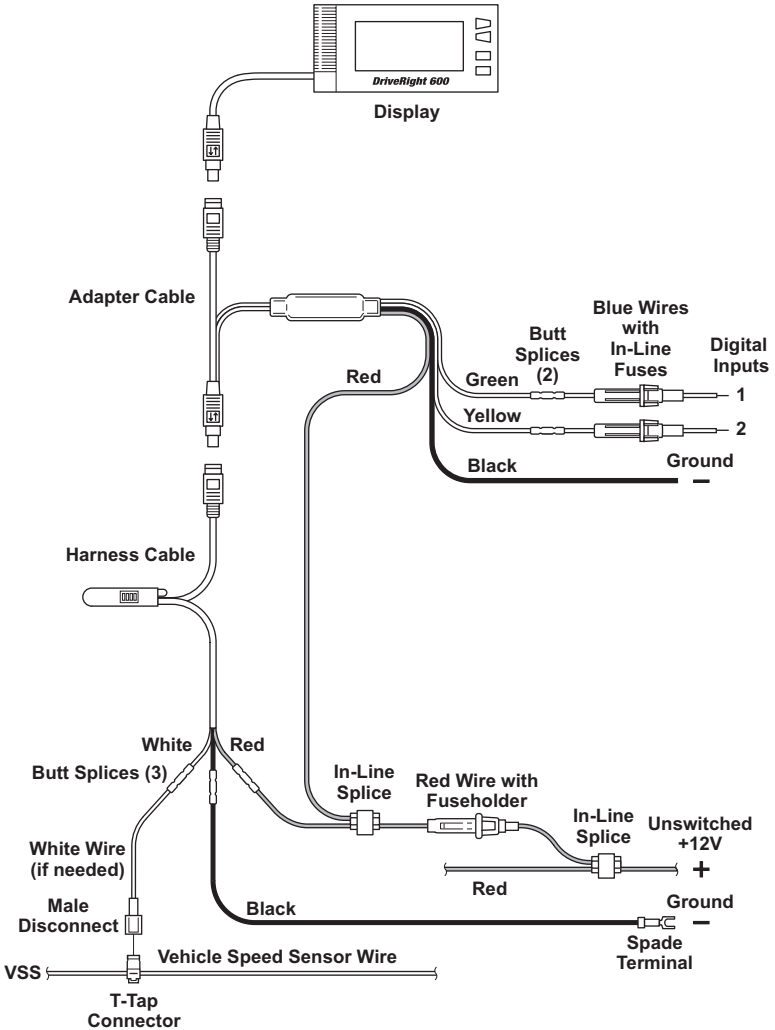 DriveRight 600
Display
Adapter Cable
Blue Wires
with
In-Line
Fuses
Butt
Splices
(2)
Digital
Inputs
Red
Green
1
Yellow
2
Black
Ground
–
Harness Cable
White
Red
Butt Splices (3)
In-Line
Splice
Red Wire with
Fuseholder
In-Line
Splice
Unswitched
+12V
+
White Wire
(if needed)
Red
Male
Disconnect
Black
Ground
–
Spade
Terminal
Vehicle Speed Sensor Wire
VSS
T-Tap
Connector